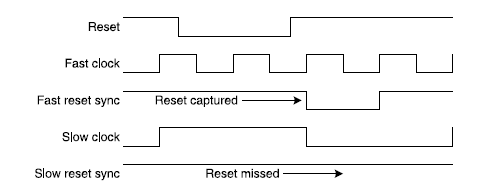 Reset
Fast clock
Fast reset sync
Reset captured
Slow clock
Slow reset sync
Reset missed